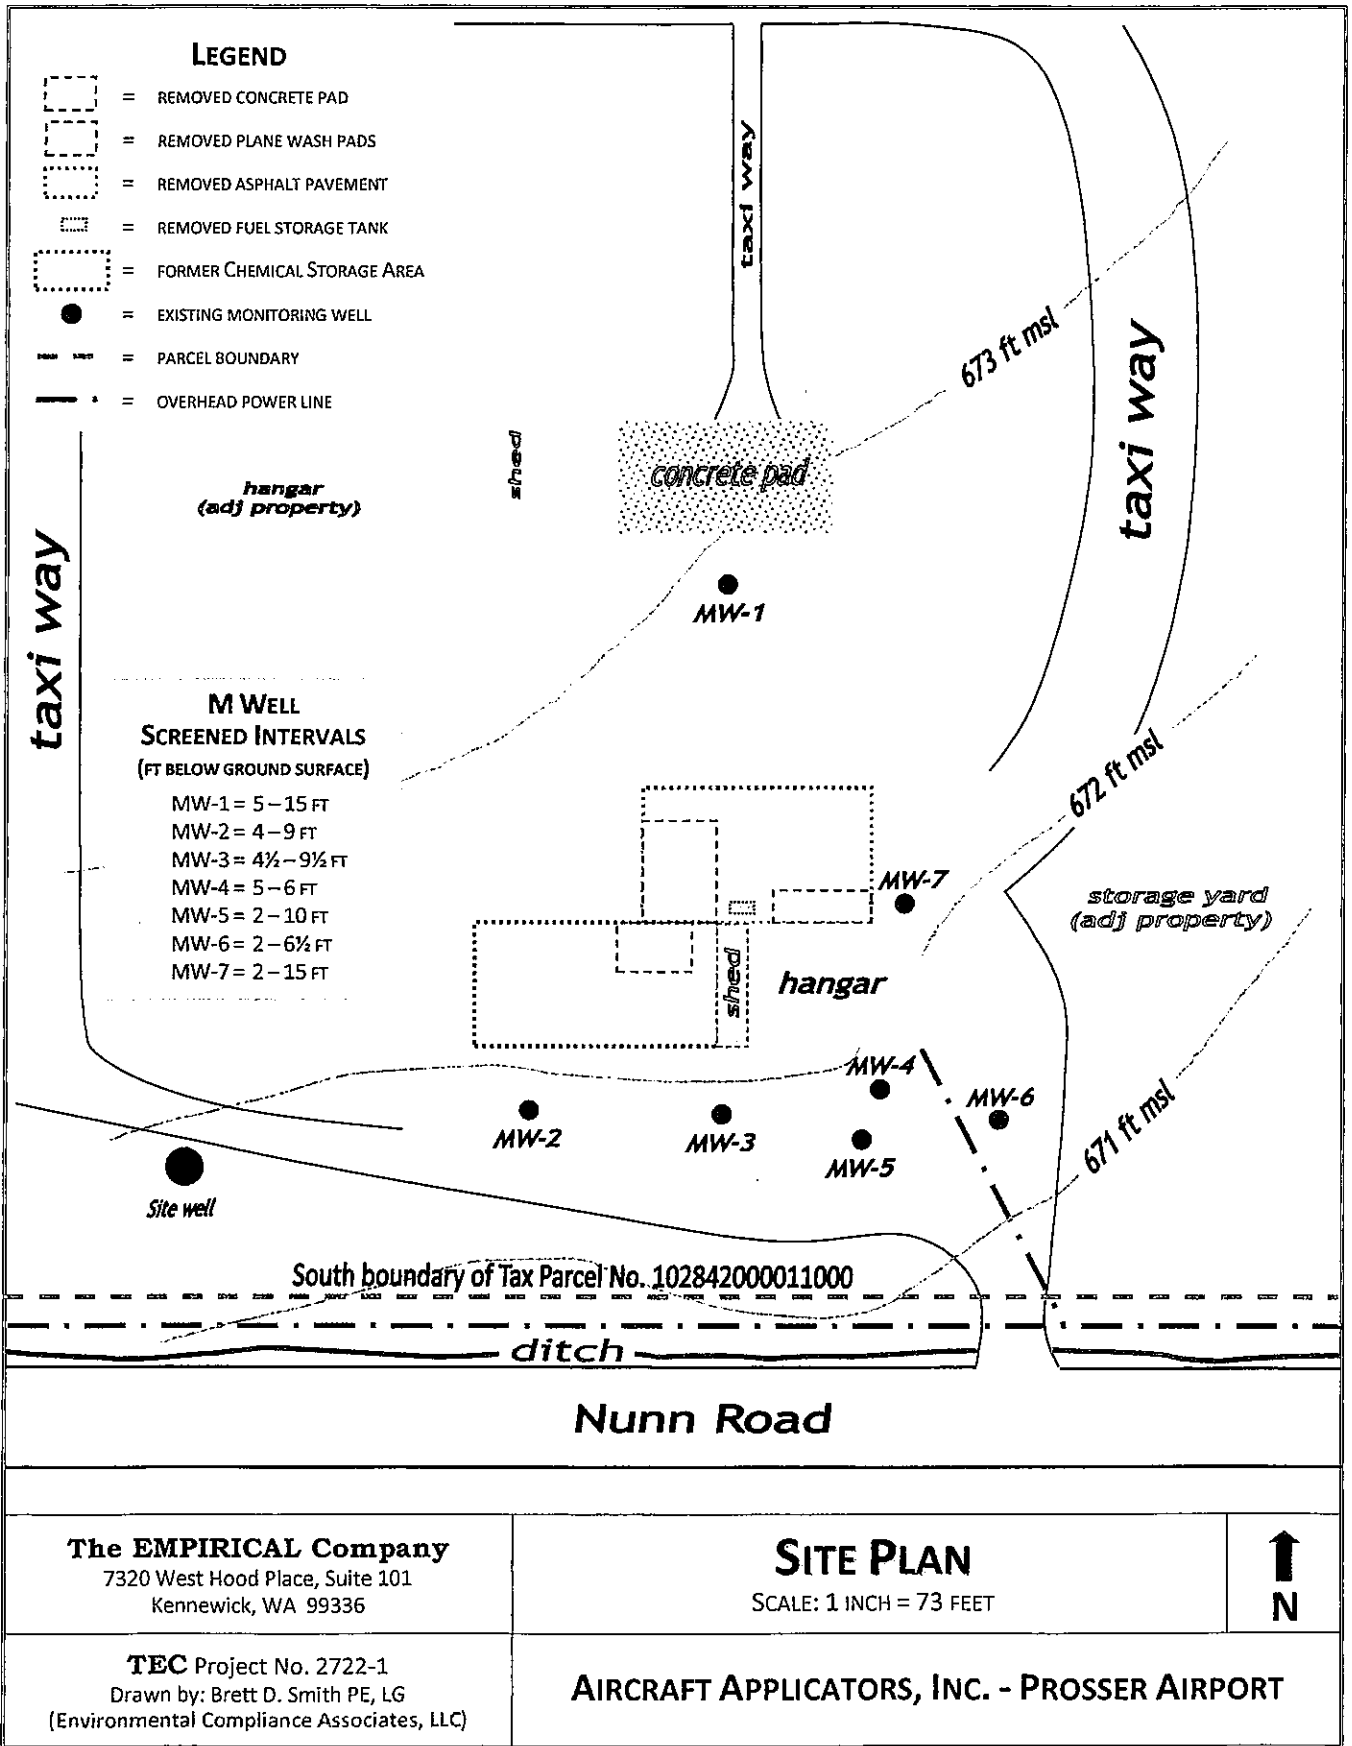 LEGEND
= REMOVED CONCRETE PAD
= REMOVED PLANE WASH PADS
= REMOVED ASPHALT PAVEMENT
= REMOVED FUEL STORAGE TANK
= FORMER CHEMICAL STORAGE AREA
= EXISTING MONITORING WELL
= PARCEL BOUNDARY
= OVERHEAD POWER LINE
taxi way
673 ft msl
taxi way
shed
concrete pad
hangar
(adj property)
taxi way
MW-1
M WELL
SCREENED INTERVALS
(FT BELOW GROUND SURFACE)
MW-1 = 5 – 15 FT
MW-2 = 4 – 9 FT
MW-3 = 4½ – 9½ FT
MW-4 = 5 – 6 FT
MW-5 = 2 – 10 FT
MW-6 = 2 – 6½ FT
MW-7 = 2 – 15 FT
672 ft msl
MW-7
storage yard
(adj property)
shed
hangar
MW-4
MW-6
MW-2
MW-3
MW-5
671 ft msl
Site well
South boundary of Tax Parcel No. 102842000011000
ditch
Nunn Road
The EMPIRICAL Company
7320 West Hood Place, Suite 101
Kennewick, WA 99336
SITE PLAN
SCALE: 1 INCH = 73 FEET
N
TEC Project No. 2722-1
Drawn by: Brett D. Smith PE, LG
(Environmental Compliance Associates, LLC)
AIRCRAFT APPLICATORS, INC. - PROSSER AIRPORT